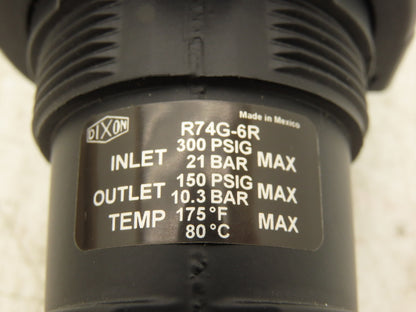 DIXON
Made in Mexico
R74G-6R
INLET 300 PSIG 21 BAR MAX
OUTLET 150 PSIG 10.3 BAR MAX
TEMP 175°F 80°C MAX